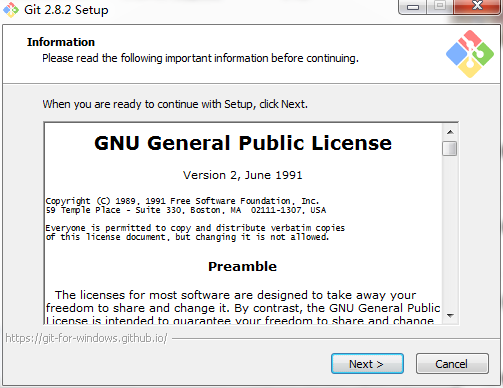 Git 2.8.2 Setup
Information
Please read the following important information before continuing.
When you are ready to continue with Setup, click Next.
GNU General Public License
Version 2, June 1991
Copyright (C) 1989, 1991 Free Software Foundation, Inc.
59 Temple Place - Suite 330, Boston, MA  02111-1307, USA
Everyone is permitted to copy and distribute verbatim copies
of this license document, but changing it is not allowed.
Preamble
The licenses for most software are designed to take away your
freedom to share and change it. By contrast, the GNU General Public
License is intended to guarantee your freedom to share and change
https://git-for-windows.github.io/
Next >
Cancel